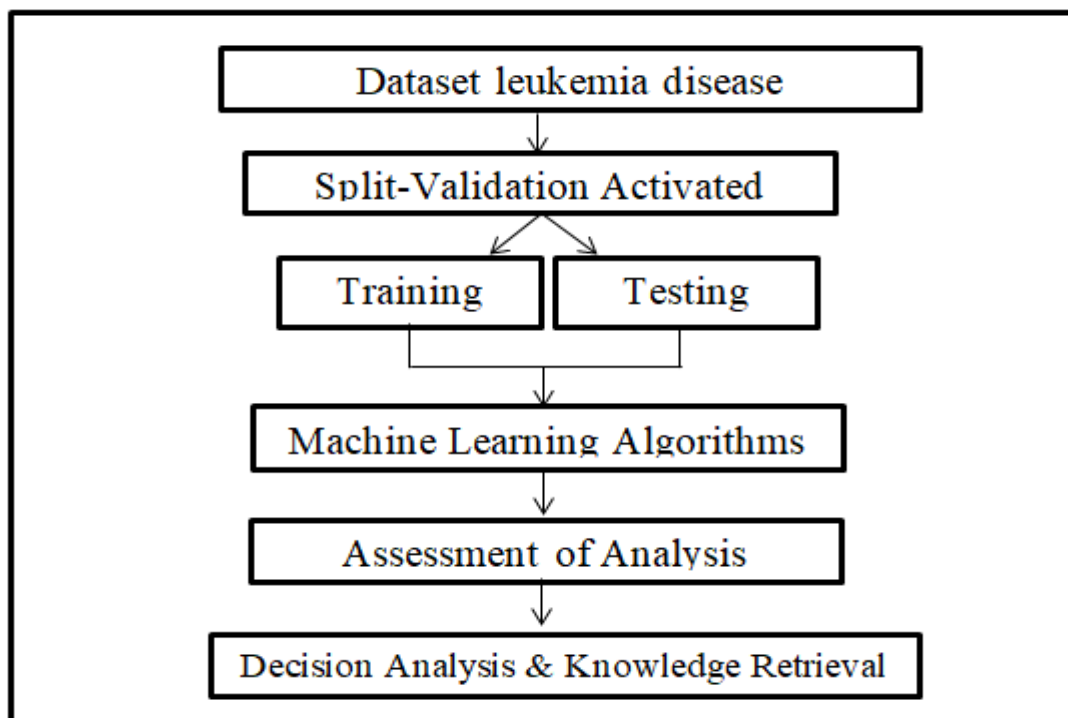 Dataset leukemia disease
Split-Validation Activated
Training
Testing
Machine Learning Algorithms
Assessment of Analysis
Decision Analysis & Knowledge Retrieval